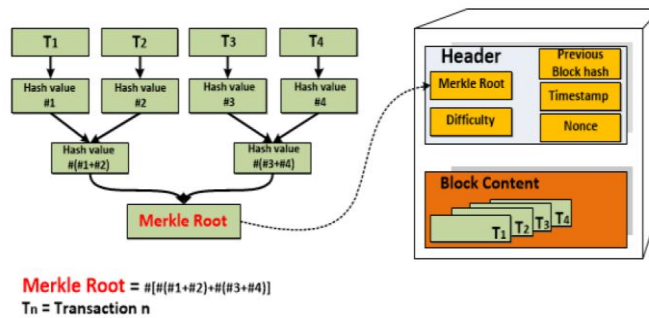 T1 T2 T3 T4
Hash value #1
Hash value #2
Hash value #3
Hash value #4
Hash value #(#1+#2)
Hash value #(#3+#4)
Merkle Root
Merkle Root = #[#(#1+#2)+#(#3+#4)]
Tn = Transaction n
Header
Merkle Root
Difficulty
Previous
Block hash
Timestamp
Nonce
Block Content
T1 T2 T3 T4